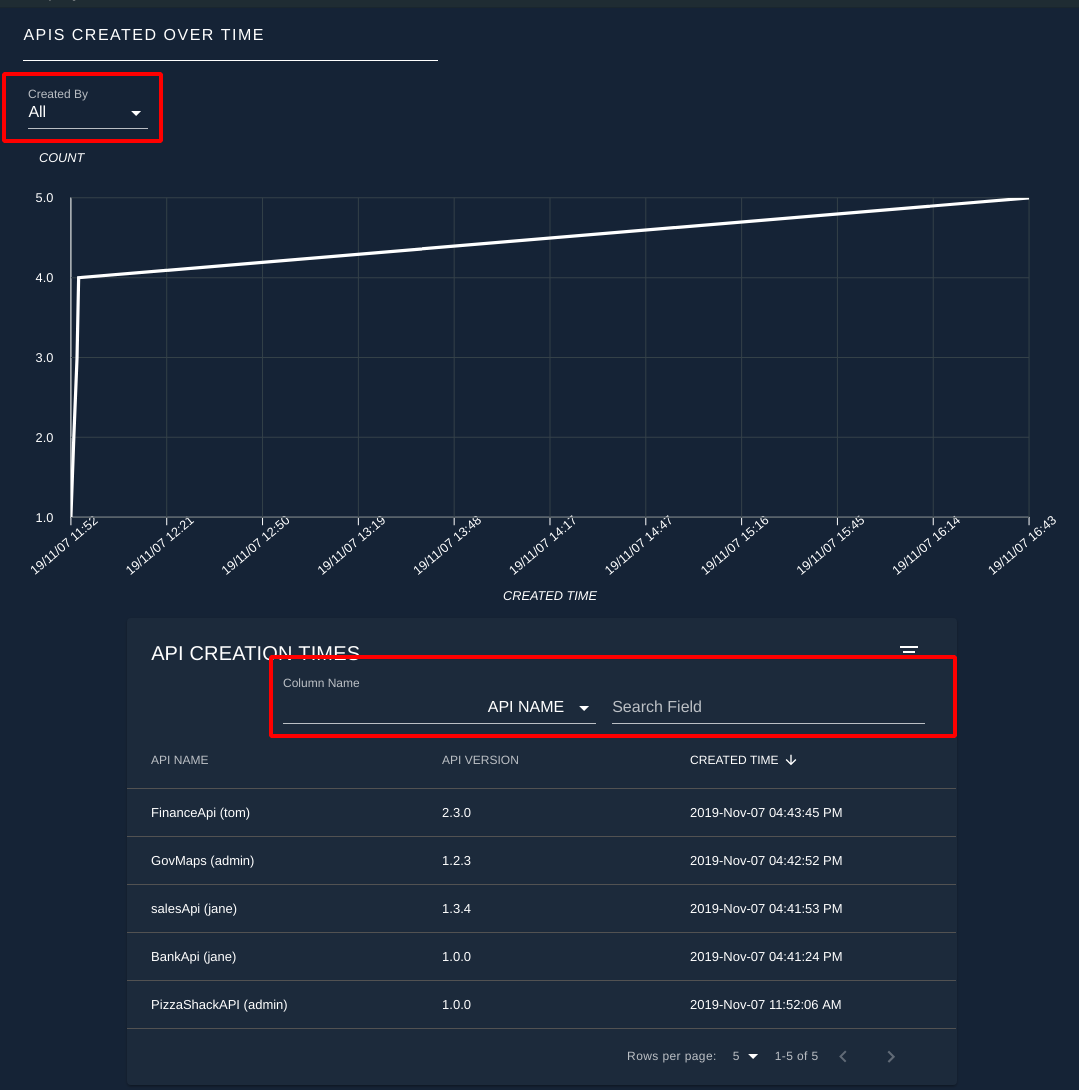 APIS CREATED OVER TIME
Created By
All
COUNT
5.0
4.0
3.0
2.0
1.0
19/11/07 11:52 19/11/07 12:21 19/11/07 12:50 19/11/07 13:19 19/11/07 13:48 19/11/07 14:17 19/11/07 14:47 19/11/07 15:16 19/11/07 15:45 19/11/07 16:14 19/11/07 16:43
CREATED TIME
API CREATION TIMES
Column Name
API NAME Search Field
API NAME API VERSION CREATED TIME
FinanceApi (tom) 2.3.0 2019-Nov-07 04:43:45 PM
GovMaps (admin) 1.2.3 2019-Nov-07 04:42:52 PM
salesApi (jane) 1.3.4 2019-Nov-07 04:41:53 PM
BankApi (jane) 1.0.0 2019-Nov-07 04:41:24 PM
PizzaShackAPI (admin) 1.0.0 2019-Nov-07 11:52:06 AM
Rows per page: 5 1-5 of 5